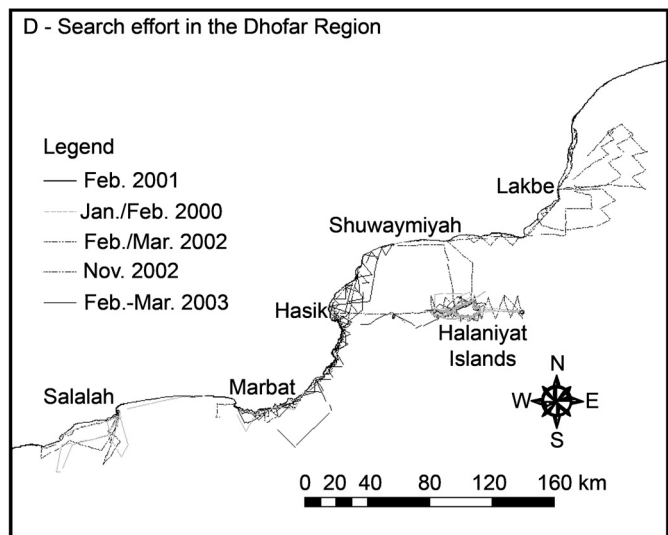 D - Search effort in the Dhofar Region
Legend
Feb. 2001
Jan./Feb. 2000
Feb./Mar. 2002
Nov. 2002
Feb.-Mar. 2003
Lakbe
Shuwaymiyah
Hasik
Halaniyat
Islands
Salalah
Marbat
N
W E
S
0 20 40 80 120 160 km